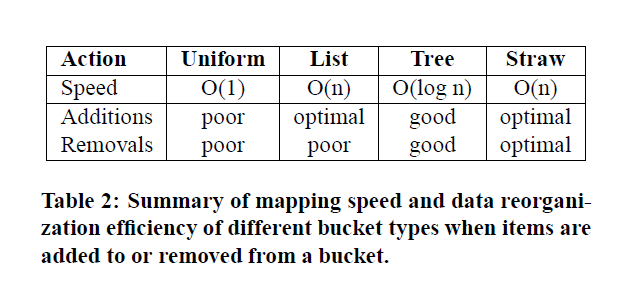 Action Uniform List Tree Straw
Speed O(1) O(n) O(log n) O(n)
Additions poor optimal good optimal
Removals poor poor good optimal
Table 2: Summary of mapping speed and data reorgani-
zation efficiency of different bucket types when items are
added to or removed from a bucket.